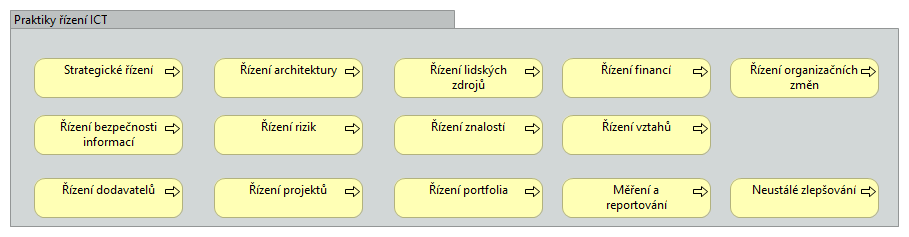 Praktiky řízení ICT
Strategické řízení
Řízení architektury
Řízení lidských
zdrojů
Řízení financí
Řízení organizačních
změn
Řízení bezpečnosti
informací
Řízení rizik
Řízení znalostí
Řízení vztahů
Řízení dodavatelů
Řízení projektů
Řízení portfolia
Měření a
reportování
Neustálé zlepšování